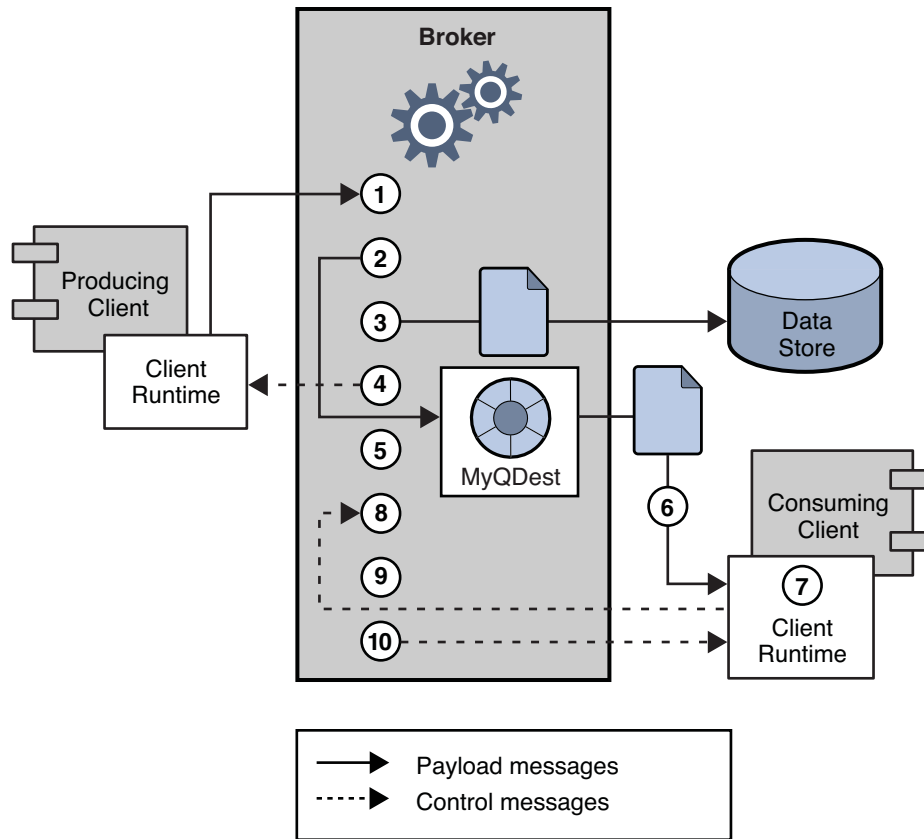 Broker
1
2
Producing
Client
3
Data
Store
Client
Runtime
4
5
MyQDest
6
Consuming
Client
8
9
7
Client
Runtime
10
Payload messages
Control messages